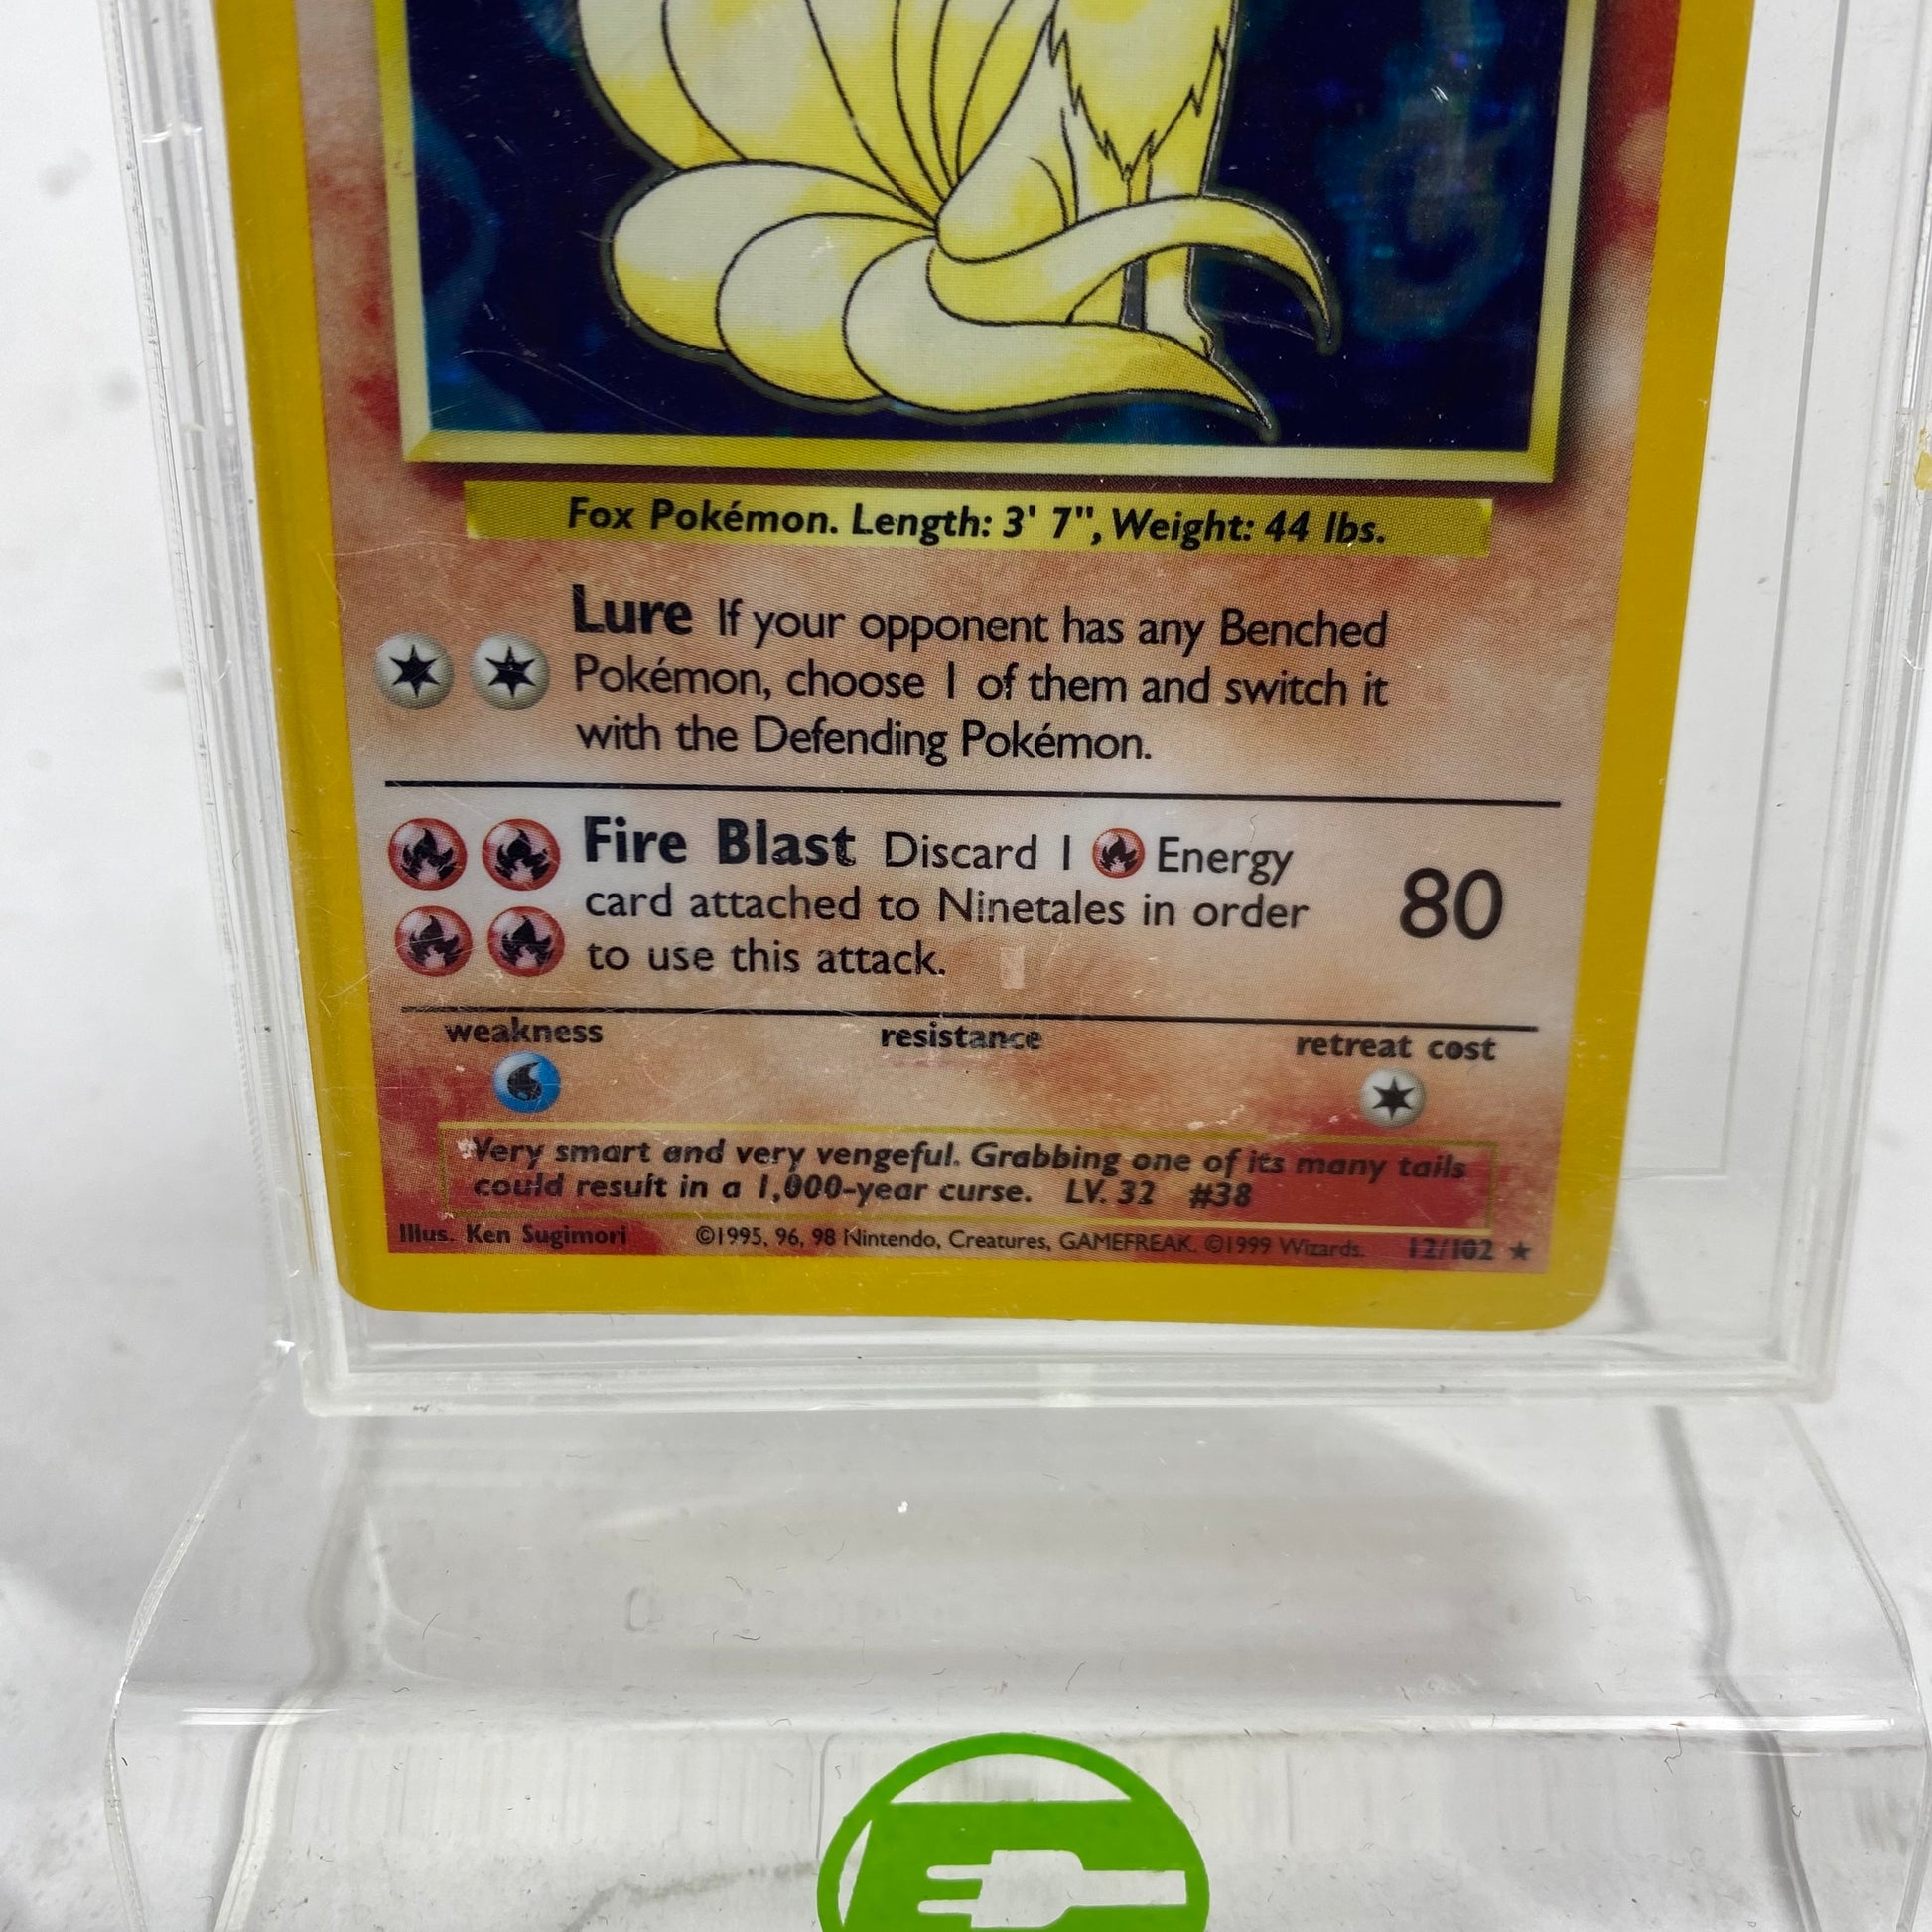 Fox Pokémon. Length: 3' 7", Weight: 44 lbs.
Lure If your opponent has any Benched
Pokémon, choose 1 of them and switch it
with the Defending Pokémon.
Fire Blast Discard 1 Energy
card attached to Ninetales in order
to use this attack.
80
weakness resistance retreat cost
Very smart and very vengeful. Grabbing one of its many tails
could result in a 1,000-year curse. LV. 32 #38
Illus. Ken Sugimori ©1995, 96, 98 Nintendo, Creatures, GAMEFREAK. ©1999 Wizards. 12/102 ★